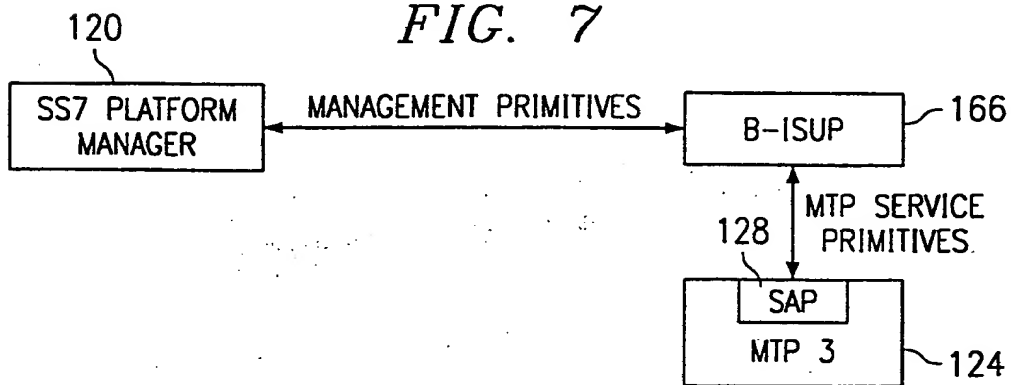 FIG. 7
120
SS7 PLATFORM
MANAGER
MANAGEMENT PRIMITIVES
B-ISUP
166
MTP SERVICE
PRIMITIVES
128
SAP
MTP 3
124